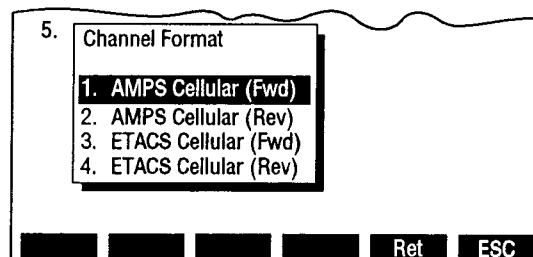 5.
Channel Format
1. AMPS Cellular (Fwd)
2. AMPS Cellular (Rev)
3. ETACS Cellular (Fwd)
4. ETACS Cellular (Rev)
Ret ESC